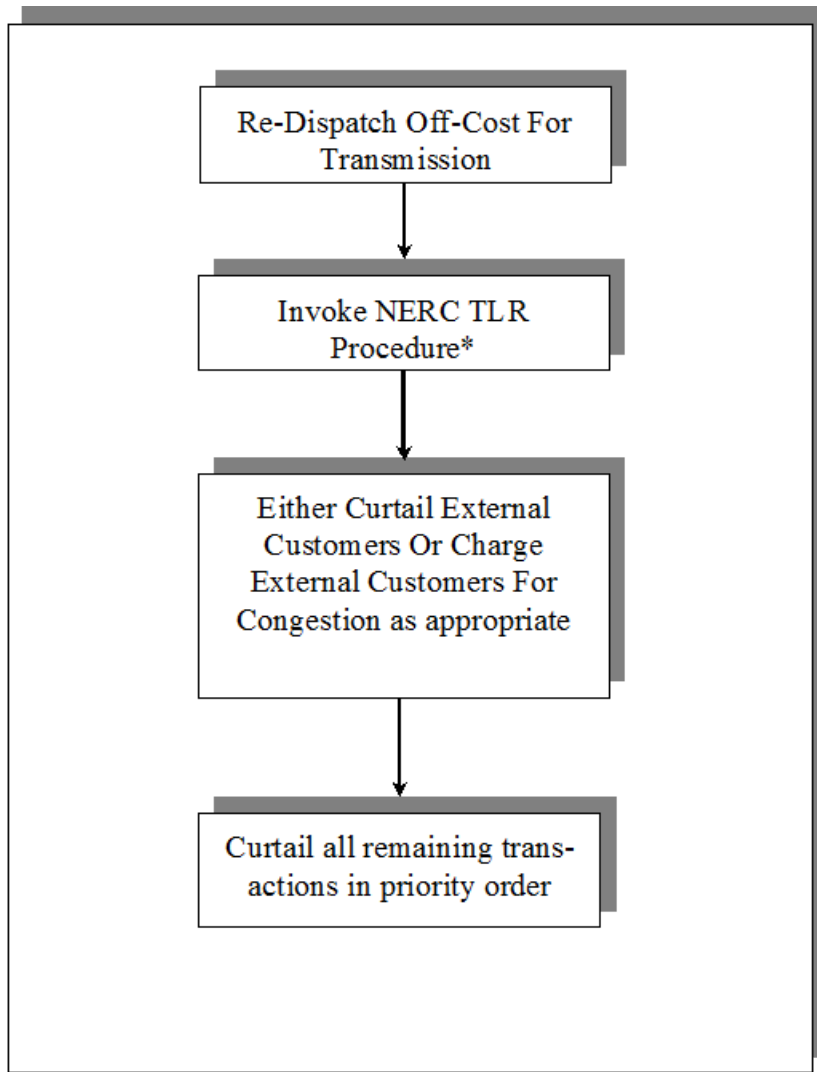 Re-Dispatch Off-Cost For
Transmission
Invoke NERC TLR
Procedure*
Either Curtail External
Customers Or Charge
External Customers For
Congestion as appropriate
Curtail all remaining trans-
actions in priority order